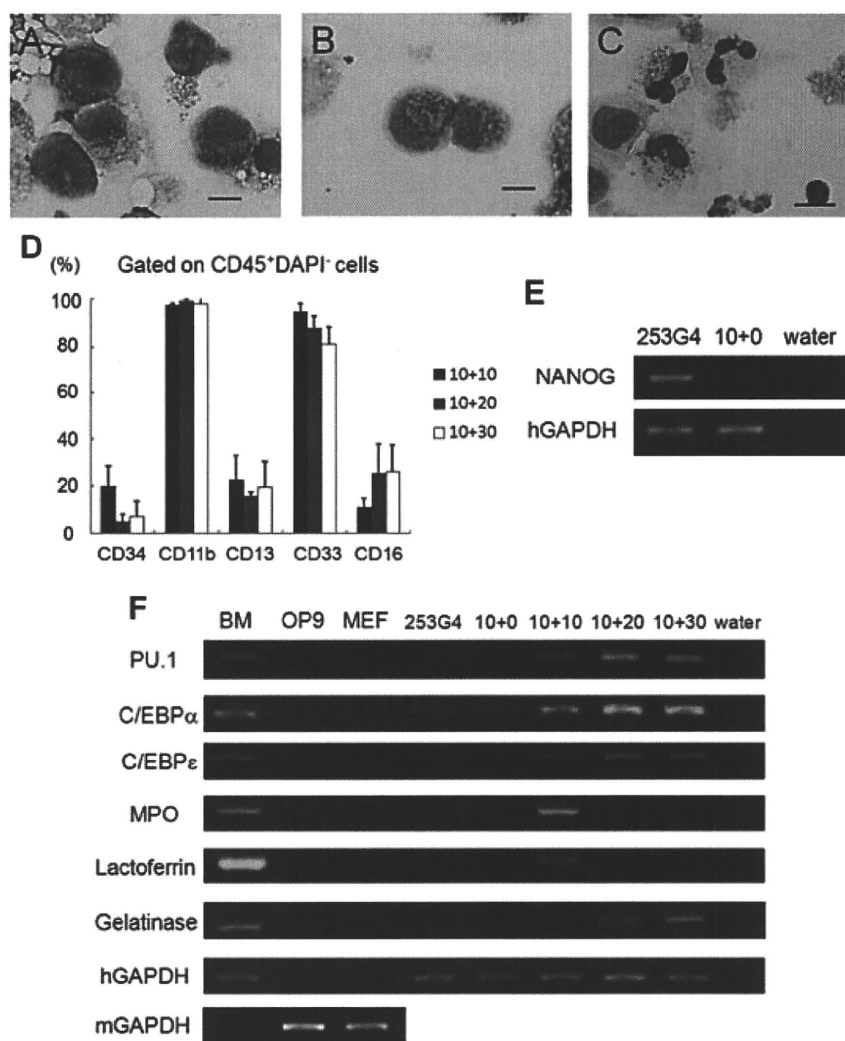 A
B
C
D
(%)
Gated on CD45⁺DAPI⁻ cells
100
80
60
40
20
0
CD34 CD11b CD13 CD33 CD16
10+10
10+20
10+30
E
253G4 10+0 water
NANOG
hGAPDH
F
BM OP9 MEF 253G4 10+0 10+10 10+20 10+30 water
PU.1
C/EBPα
C/EBPε
MPO
Lactoferrin
Gelatinase
hGAPDH
mGAPDH